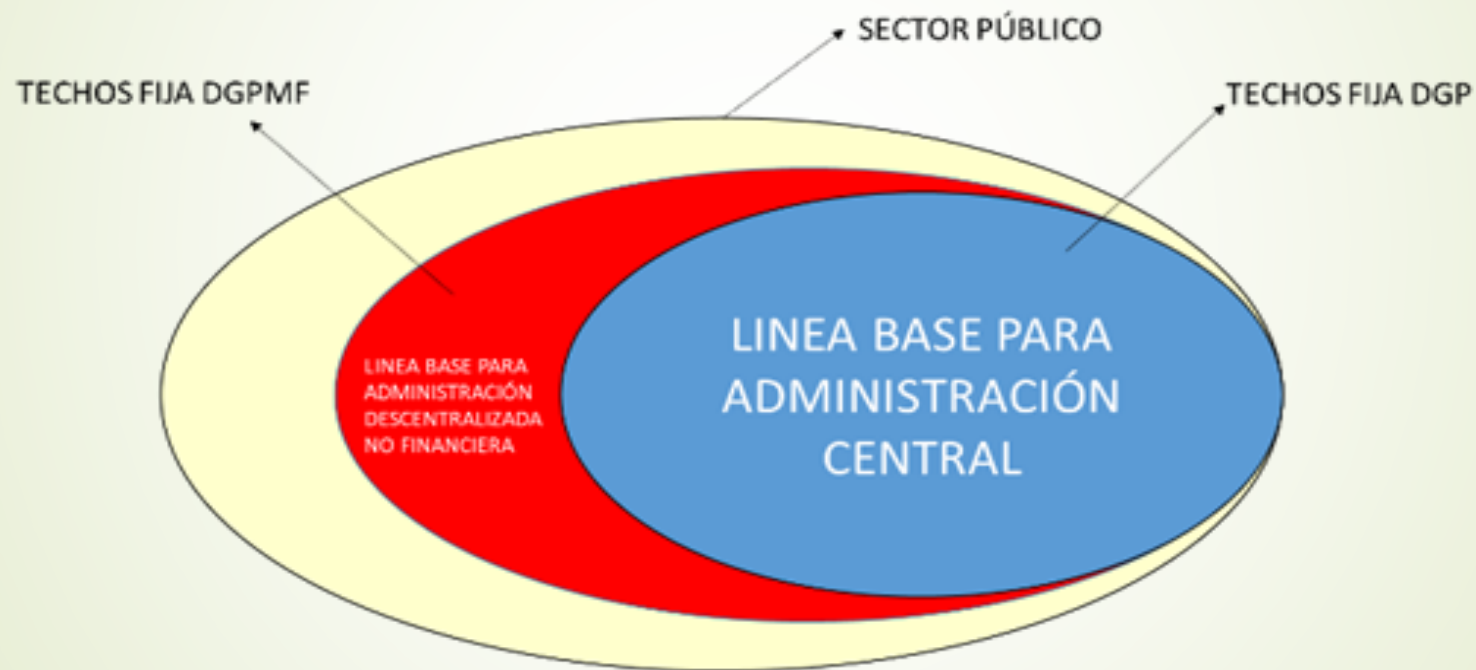 SECTOR PÚBLICO
TECHOS FIJA DGPMF
TECHOS FIJA DGP
LINEA BASE PARA
ADMINISTRACIÓN
DESCENTRALIZADA
NO FINANCIERA
LINEA BASE PARA
ADMINISTRACIÓN
CENTRAL